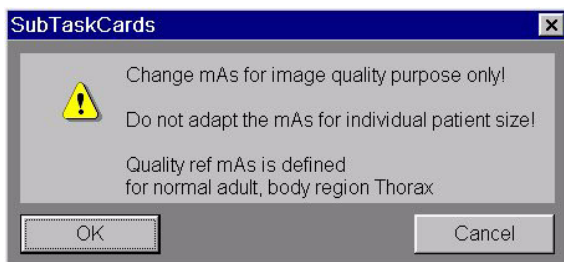 SubTaskCards
Change mAs for image quality purpose only!
Do not adapt the mAs for individual patient size!
Quality ref mAs is defined
for normal adult, body region Thorax
OK
Cancel